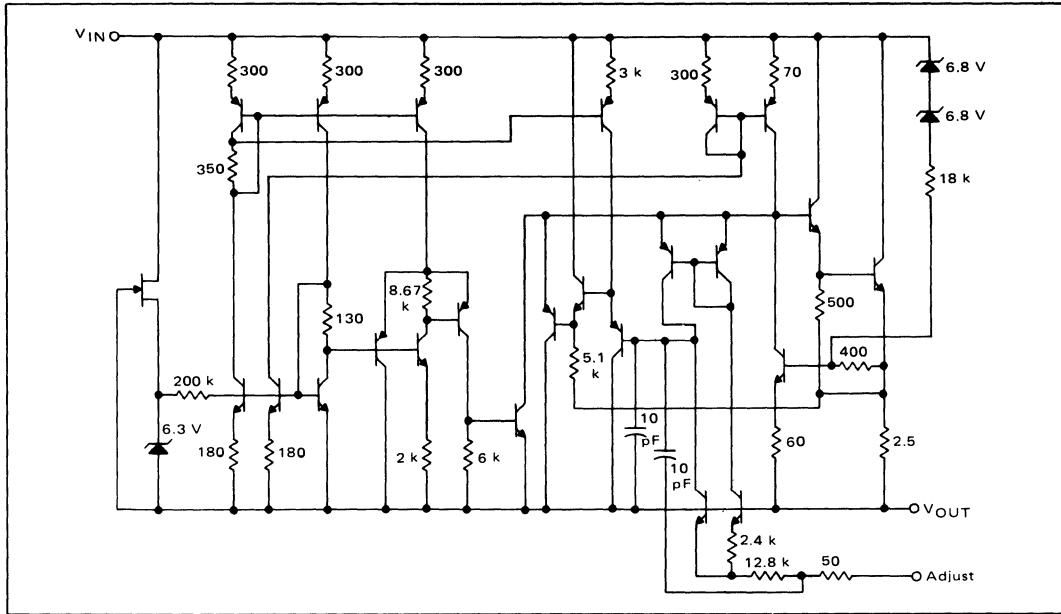 VIN
300
300
300
3 k
300
70
6.8 V
6.8 V
350
18 k
8.67
k
500
130
5.1
k
400
200 k
10
pF
6.3 V
60
180
180
2 k
6 k
10
pF
2.5
VOUT
2.4 k
12.8 k
50
Adjust